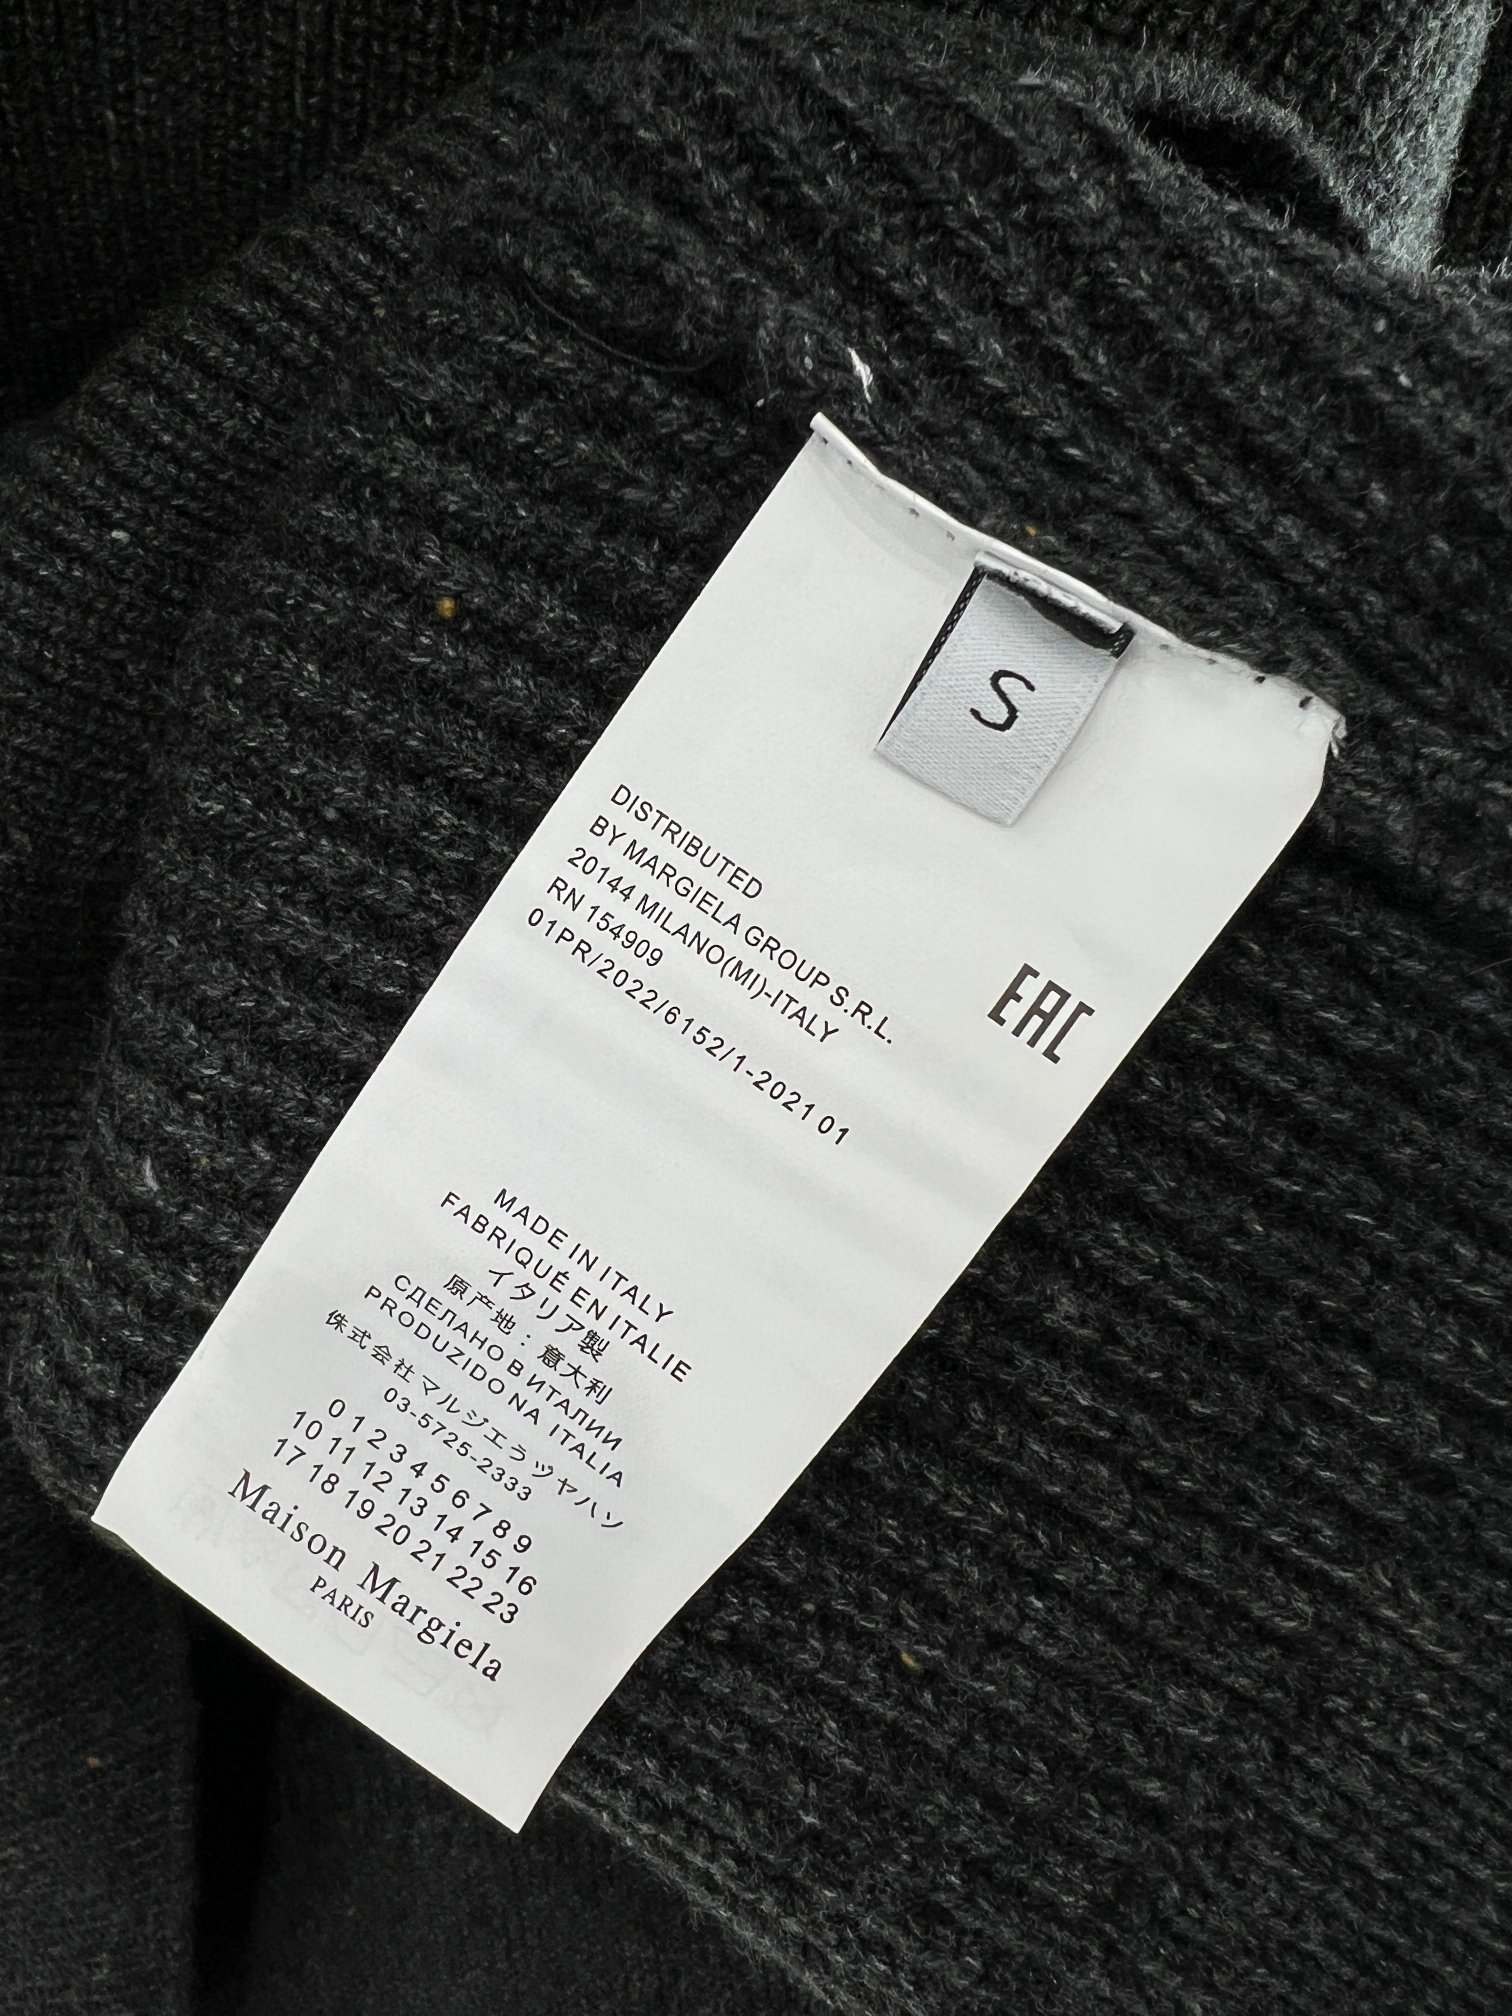 S
DISTRIBUTED
BY MARGIELA GROUP S.R.L.
20144 MILANO(MI)-ITALY
RN 154909
01PR/2022/6152/1-2021 01
EAC
MADE IN ITALY
FABRIQUÉ EN ITALIE
イタリア製
原产地：意大利
СДЕЛАНО В ИТАЛИИ
PRODUZIDO NA ITALIA
侏式会社マルジエうツヤハン
03-5725-2333
0 1 2 3 4 5 6 7 8 9
10 11 12 13 14 15 16
17 18 19 20 21 22 23
Maison Margiela
PARIS